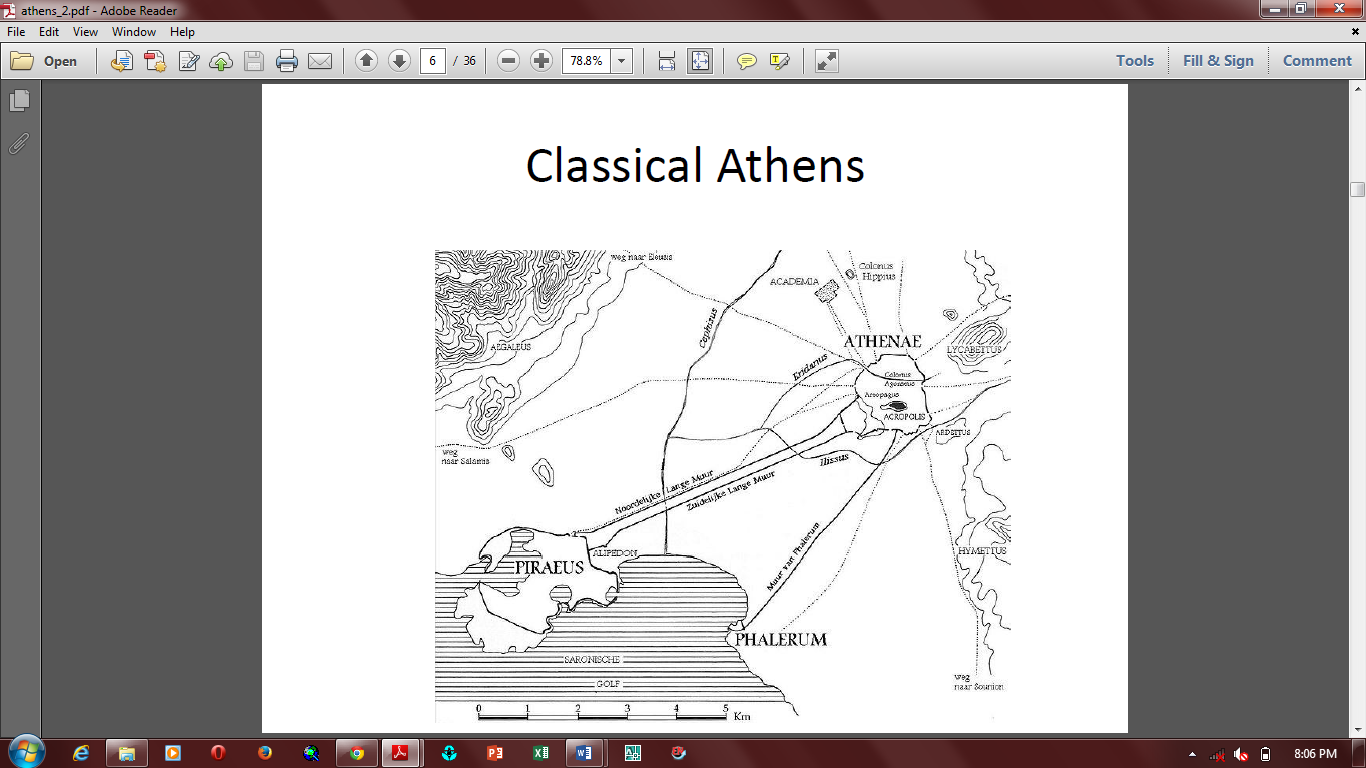 athens_2.pdf - Adobe Reader
File Edit View Window Help
Open 6 / 36 78.8% Tools Fill & Sign Comment
Classical Athens
weg naar Eleusis
Colonus
Hippius
ACADEMIA
Cephisus
ATHENAE
AEGALEUS
LYCABETTUS
Eridanus
Colonus
Agoraeus
Areopagus
ACROPOLIS
ARDETTUS
weg
naar Salamis
Ilissus
Noordelijke Lange Muur
Zuidelijke Lange Muur
Muur van Phalerum
HYMETTUS
ALIPEDON
PIRAEUS
PHALERUM
SARONISCHE
GOLF
weg
naar Sounion
0 1 2 3 4 5 Km
8:06 PM